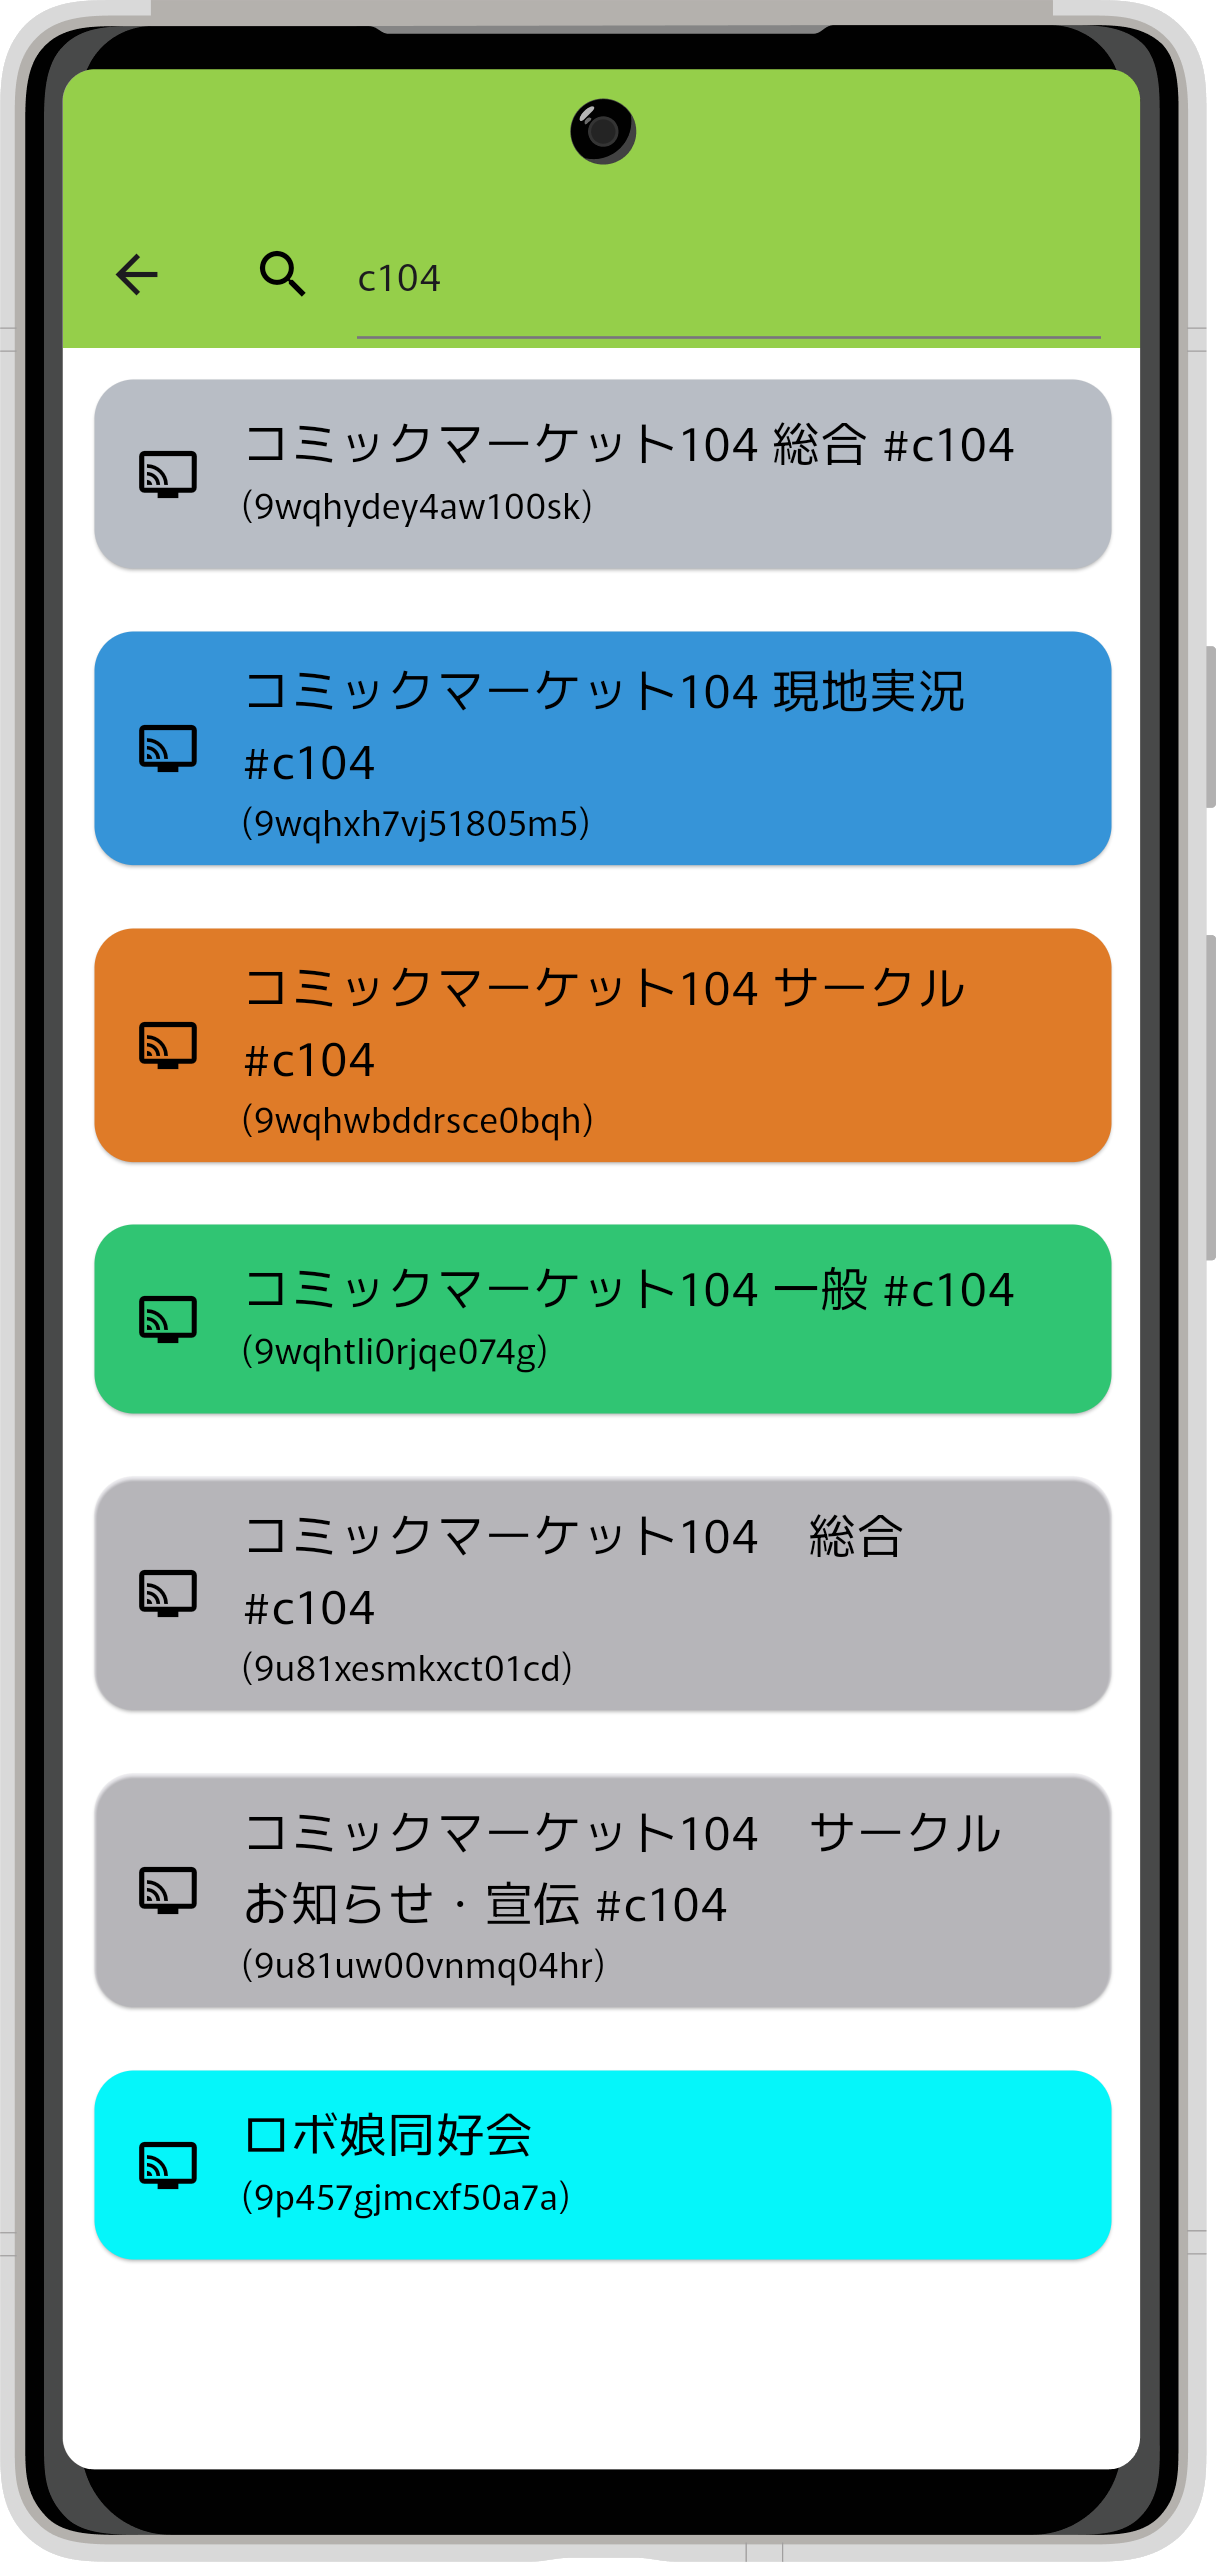 c104
コミックマーケット104 総合 #c104
(9wqhydey4aw100sk)
コミックマーケット104 現地実況
#c104
(9wqhxh7vj51805m5)
コミックマーケット104 サークル
#c104
(9wqhwbddrsce0bqh)
コミックマーケット104 一般 #c104
(9wqhtli0rjqe074g)
コミックマーケット104　総合
#c104
(9u81xesmkxct01cd)
コミックマーケット104　サークル
お知らせ・宣伝 #c104
(9u81uw00vnmq04hr)
ロボ娘同好会
(9p457gjmcxf50a7a)